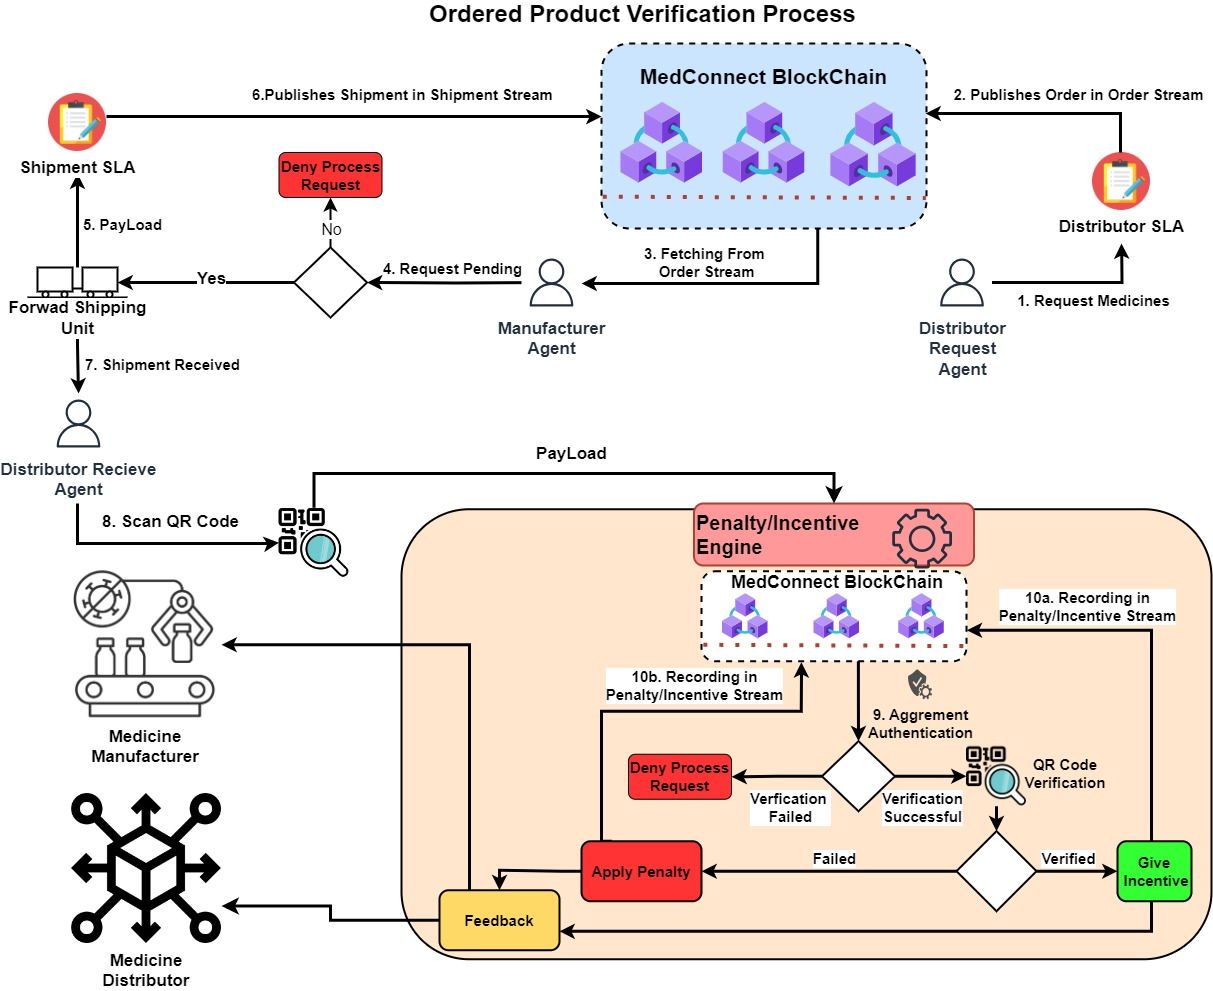 Ordered Product Verification Process
MedConnect BlockChain
6.Publishes Shipment in Shipment Stream
2. Publishes Order in Order Stream
Shipment SLA
Deny Process
Request
Distributor SLA
5. PayLoad
No
3. Fetching From
Order Stream
4. Request Pending
Yes
1. Request Medicines
Forwad Shipping
Unit
Manufacturer
Agent
Distributor
Request
Agent
7. Shipment Received
Distributor Recieve
Agent
PayLoad
8. Scan QR Code
Penalty/Incentive
Engine
MedConnect BlockChain
10a. Recording in
Penalty/Incentive Stream
10b. Recording in
Penalty/Incentive Stream
9. Aggrement
Authentication
Medicine
Manufacturer
Deny Process
Request
QR Code
Verification
Verfication
Failed
Verification
Successful
Apply Penalty
Failed
Verified
Give
Incentive
Feedback
Medicine
Distributor